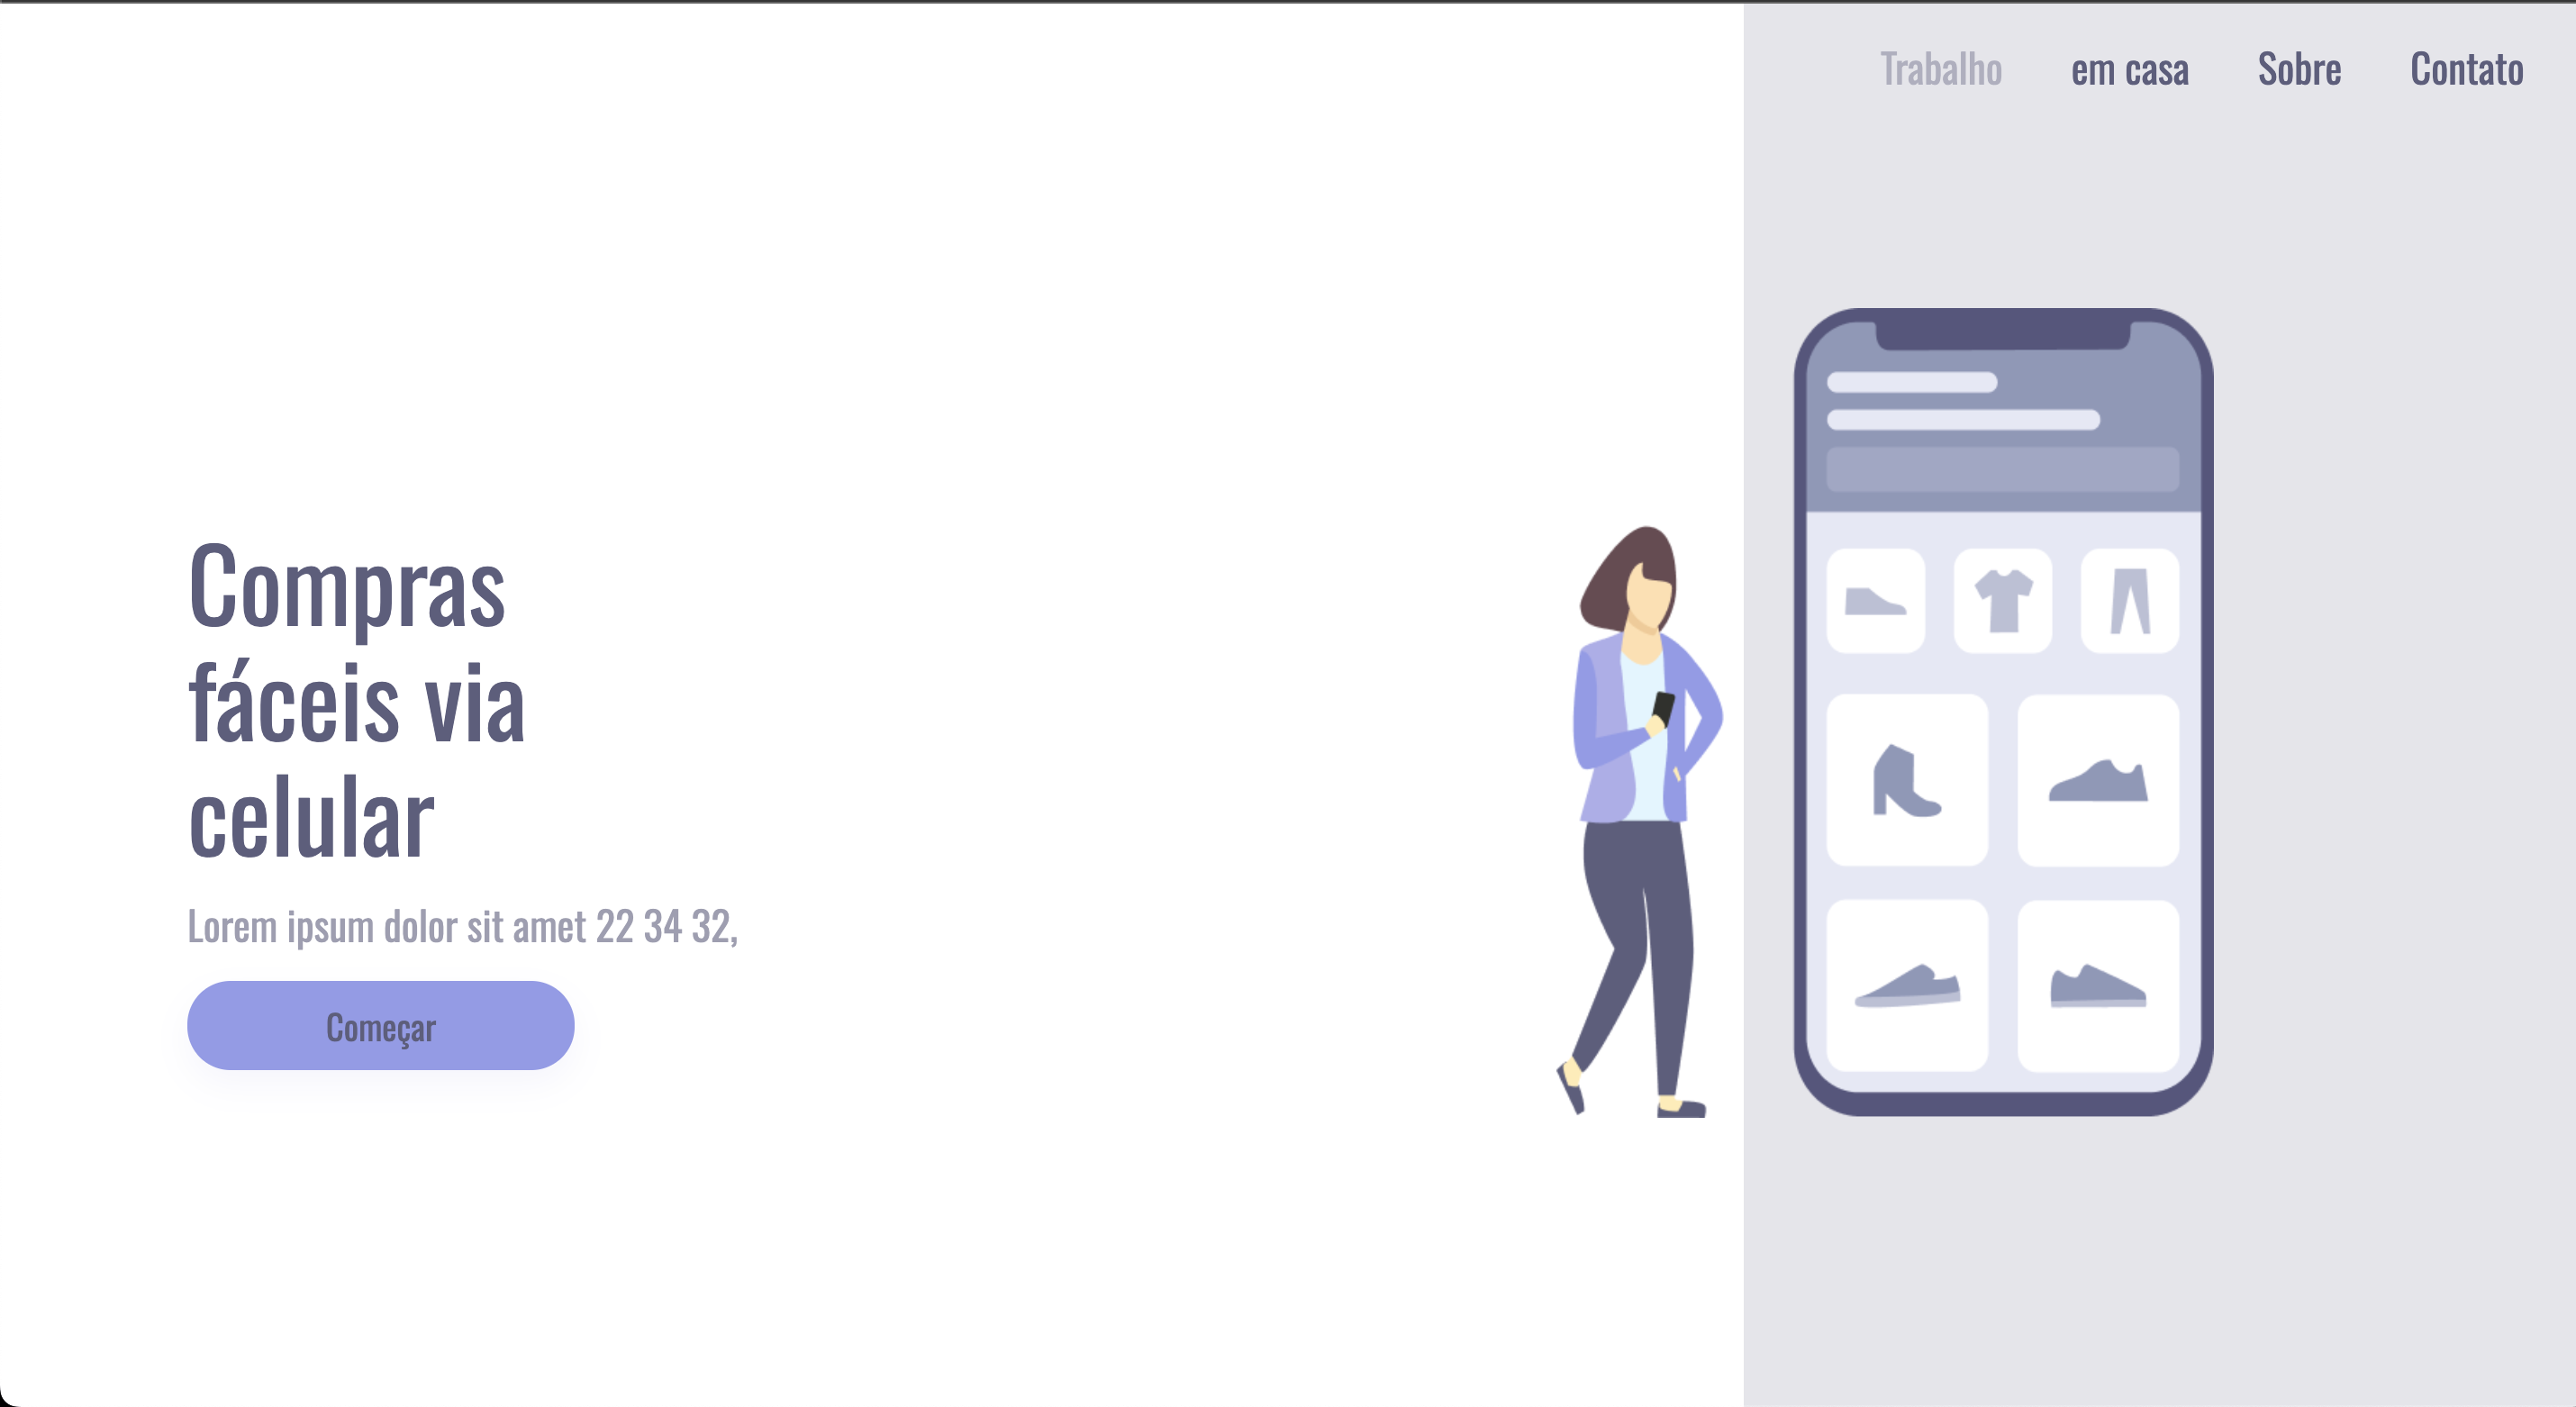 Trabalho em casa Sobre Contato
Compras
fáceis via
celular
Lorem ipsum dolor sit amet 22 34 32,
Começar